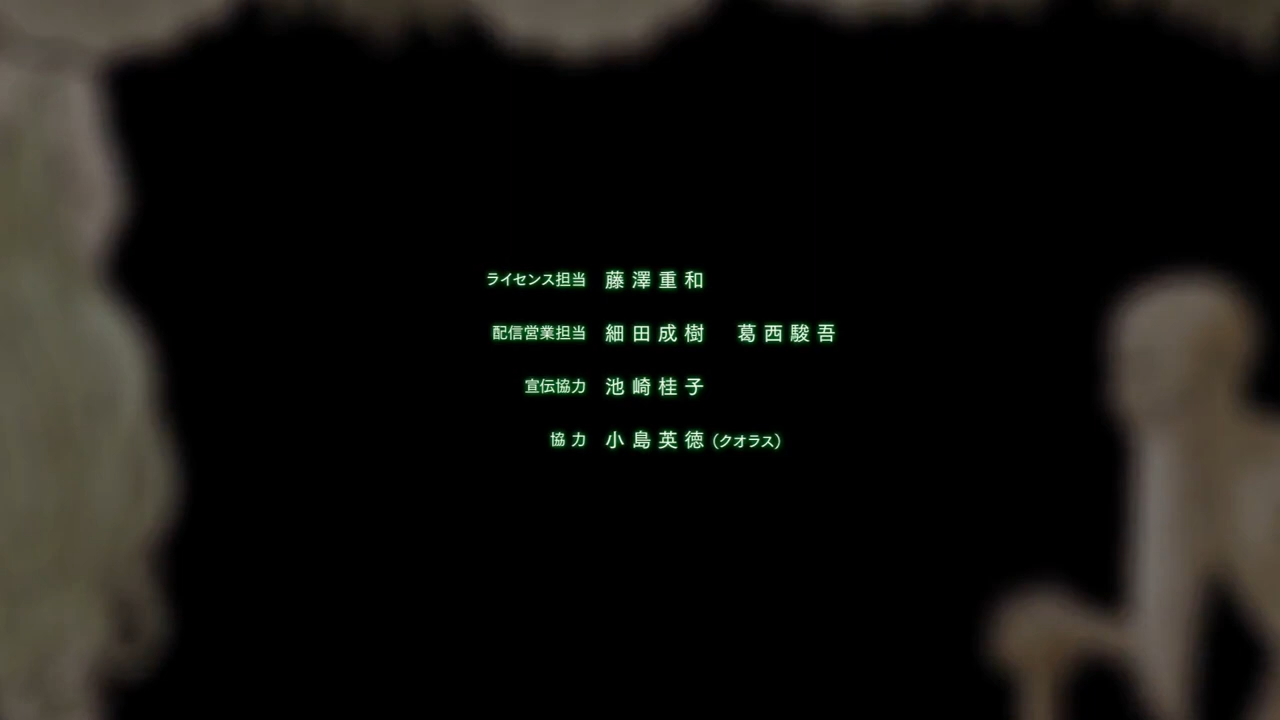 ライセンス担当 藤澤重和
配信営業担当 細田成樹 葛西駿吾
宣伝協力 池崎桂子
協力 小島英徳(クオラス)